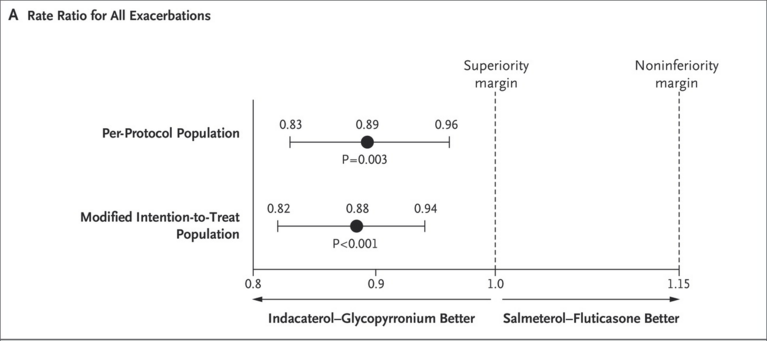 A Rate Ratio for All Exacerbations
Superiority
margin
Noninferiority
margin
Per-Protocol Population
0.83 0.89 0.96
P=0.003
Modified Intention-to-Treat
Population
0.82 0.88 0.94
P<0.001
0.8 0.9 1.0 1.15
Indacaterol–Glycopyrronium Better Salmeterol–Fluticasone Better